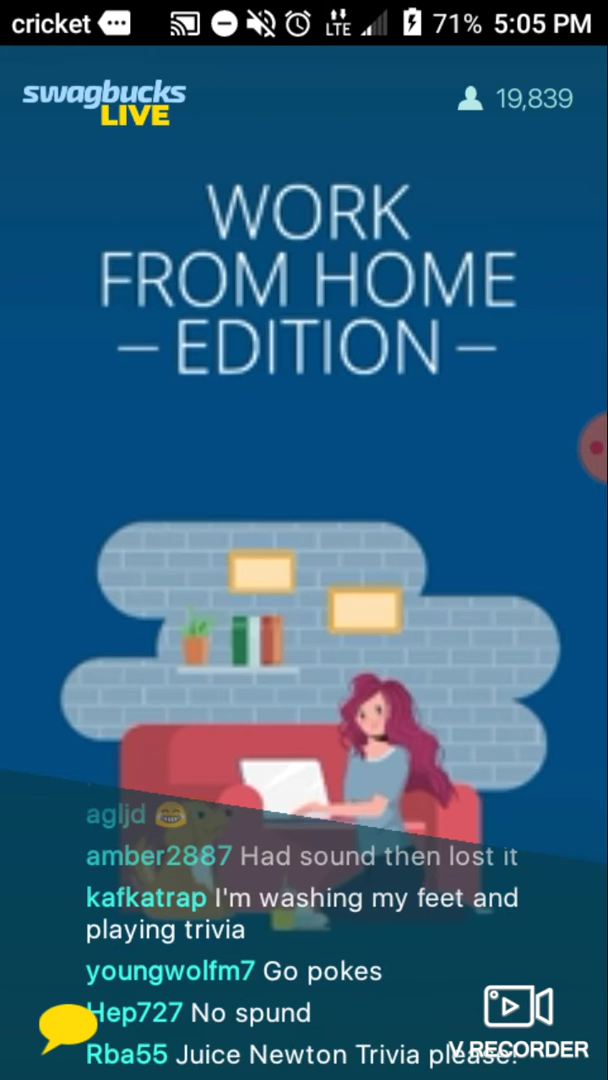 cricket LTE 71% 5:05 PM
swagbucks
LIVE
19,839
WORK
FROM HOME
– EDITION –
agljd 😂
amber2887 Had sound then lost it
kafkatrap I'm washing my feet and
playing trivia
youngwolfm7 Go pokes
Hep727 No spund
Rba55 Juice Newton Trivia please!
V.RECORDER